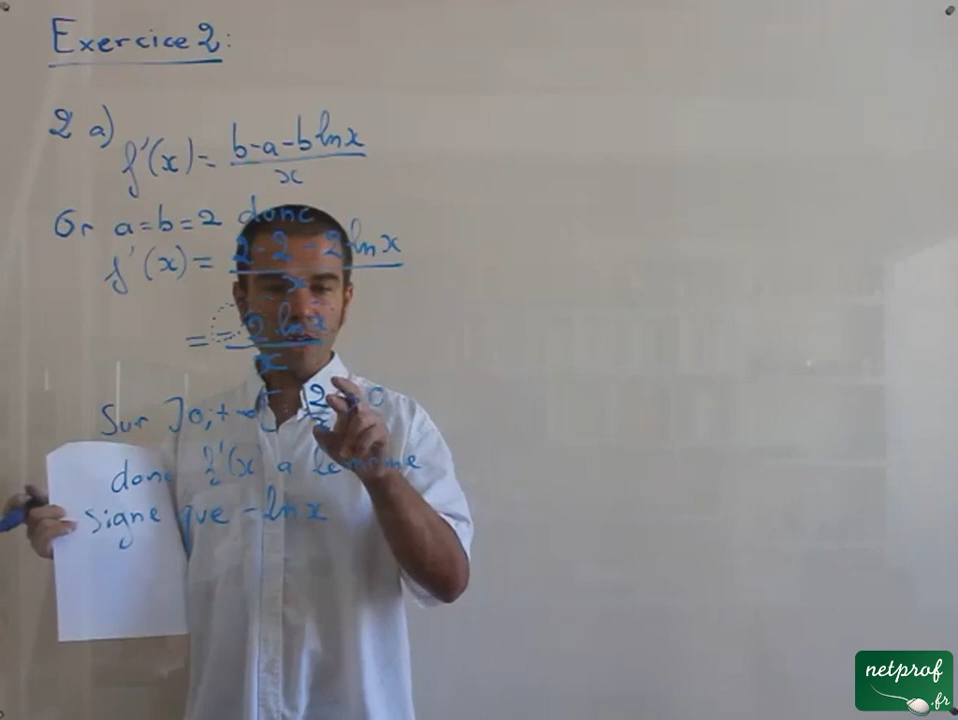 Exercice 2:
2 a)
f'(x) = (b-a-b ln x)/x
Or a=b=2 donc
f'(x) = (2-2-2 ln x)/x
= (-2 ln x)/x
Sur ]0;+∞[ 2/x > 0
donc f'(x) a le même
signe que -ln x
netprof
.fr